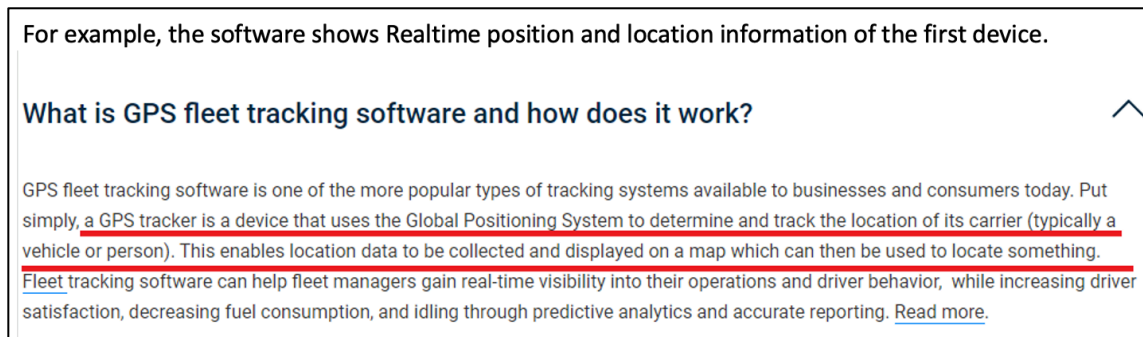 For example, the software shows Realtime position and location information of the first device.
What is GPS fleet tracking software and how does it work?
GPS fleet tracking software is one of the more popular types of tracking systems available to businesses and consumers today. Put
simply, a GPS tracker is a device that uses the Global Positioning System to determine and track the location of its carrier (typically a
vehicle or person). This enables location data to be collected and displayed on a map which can then be used to locate something.
Fleet tracking software can help fleet managers gain real-time visibility into their operations and driver behavior, while increasing driver
satisfaction, decreasing fuel consumption, and idling through predictive analytics and accurate reporting. Read more.